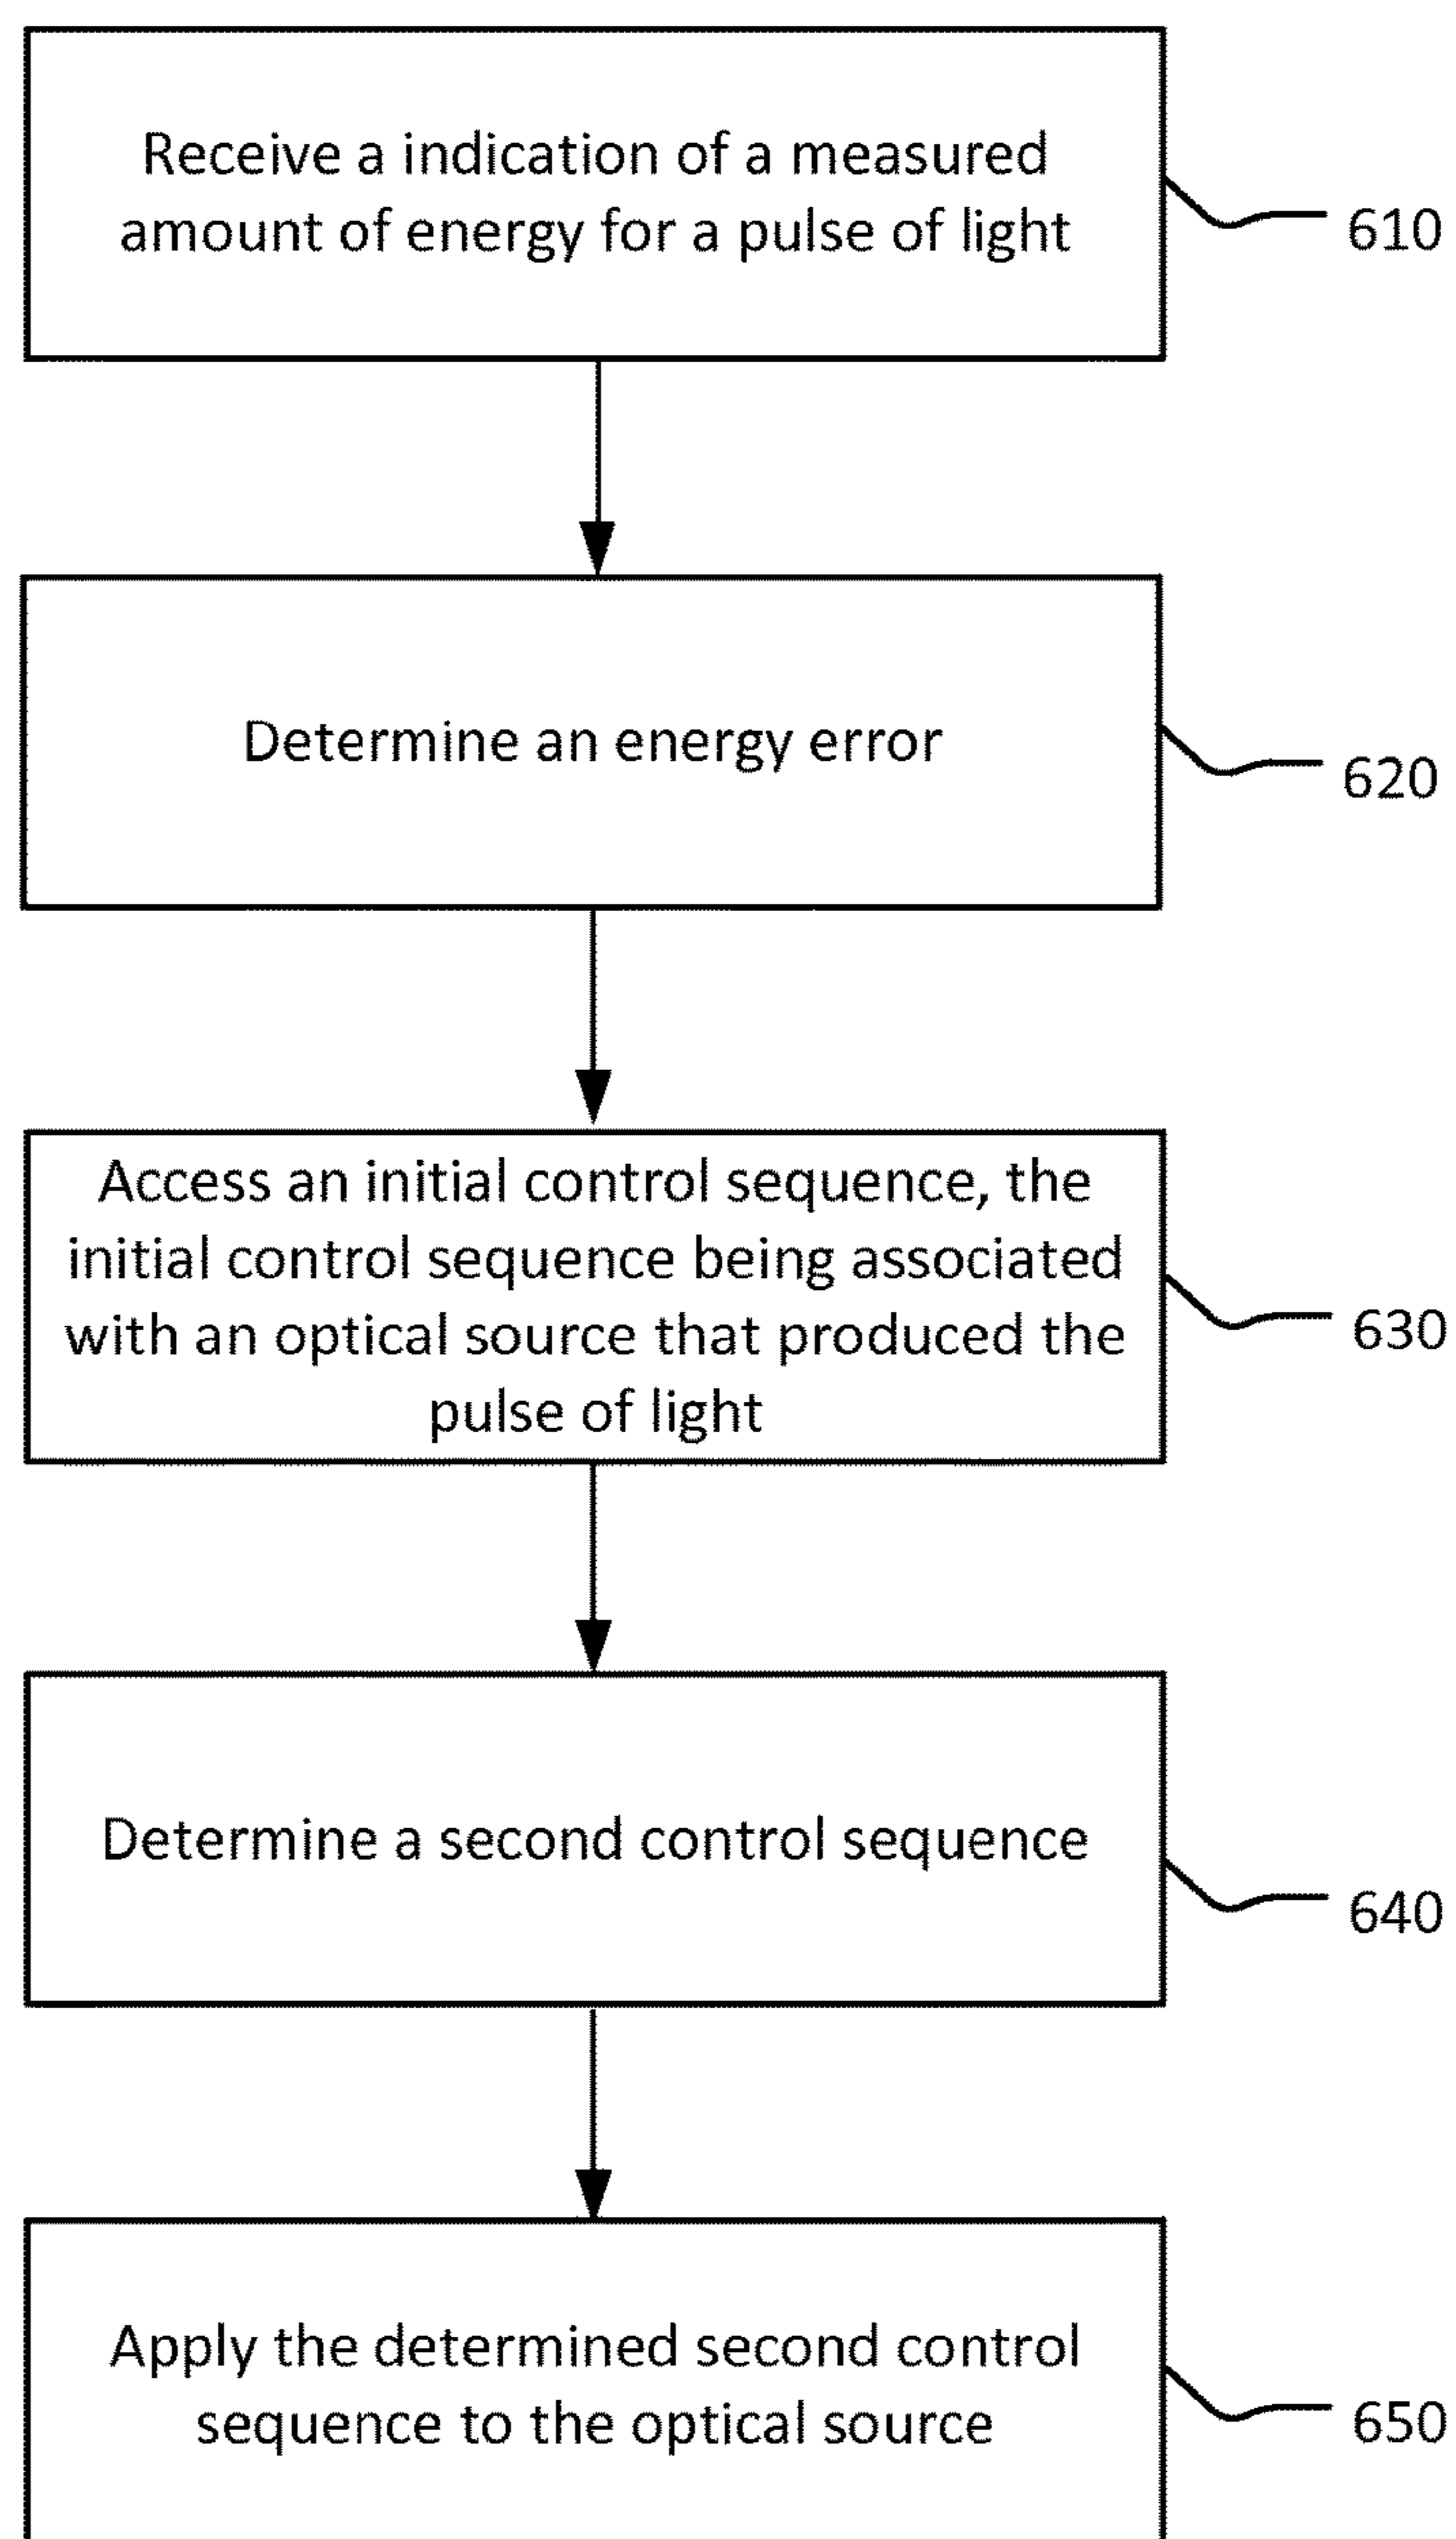 Receive a indication of a measured
amount of energy for a pulse of light
610
Determine an energy error
620
Access an initial control sequence, the
initial control sequence being associated
with an optical source that produced the
pulse of light
630
Determine a second control sequence
640
Apply the determined second control
sequence to the optical source
650